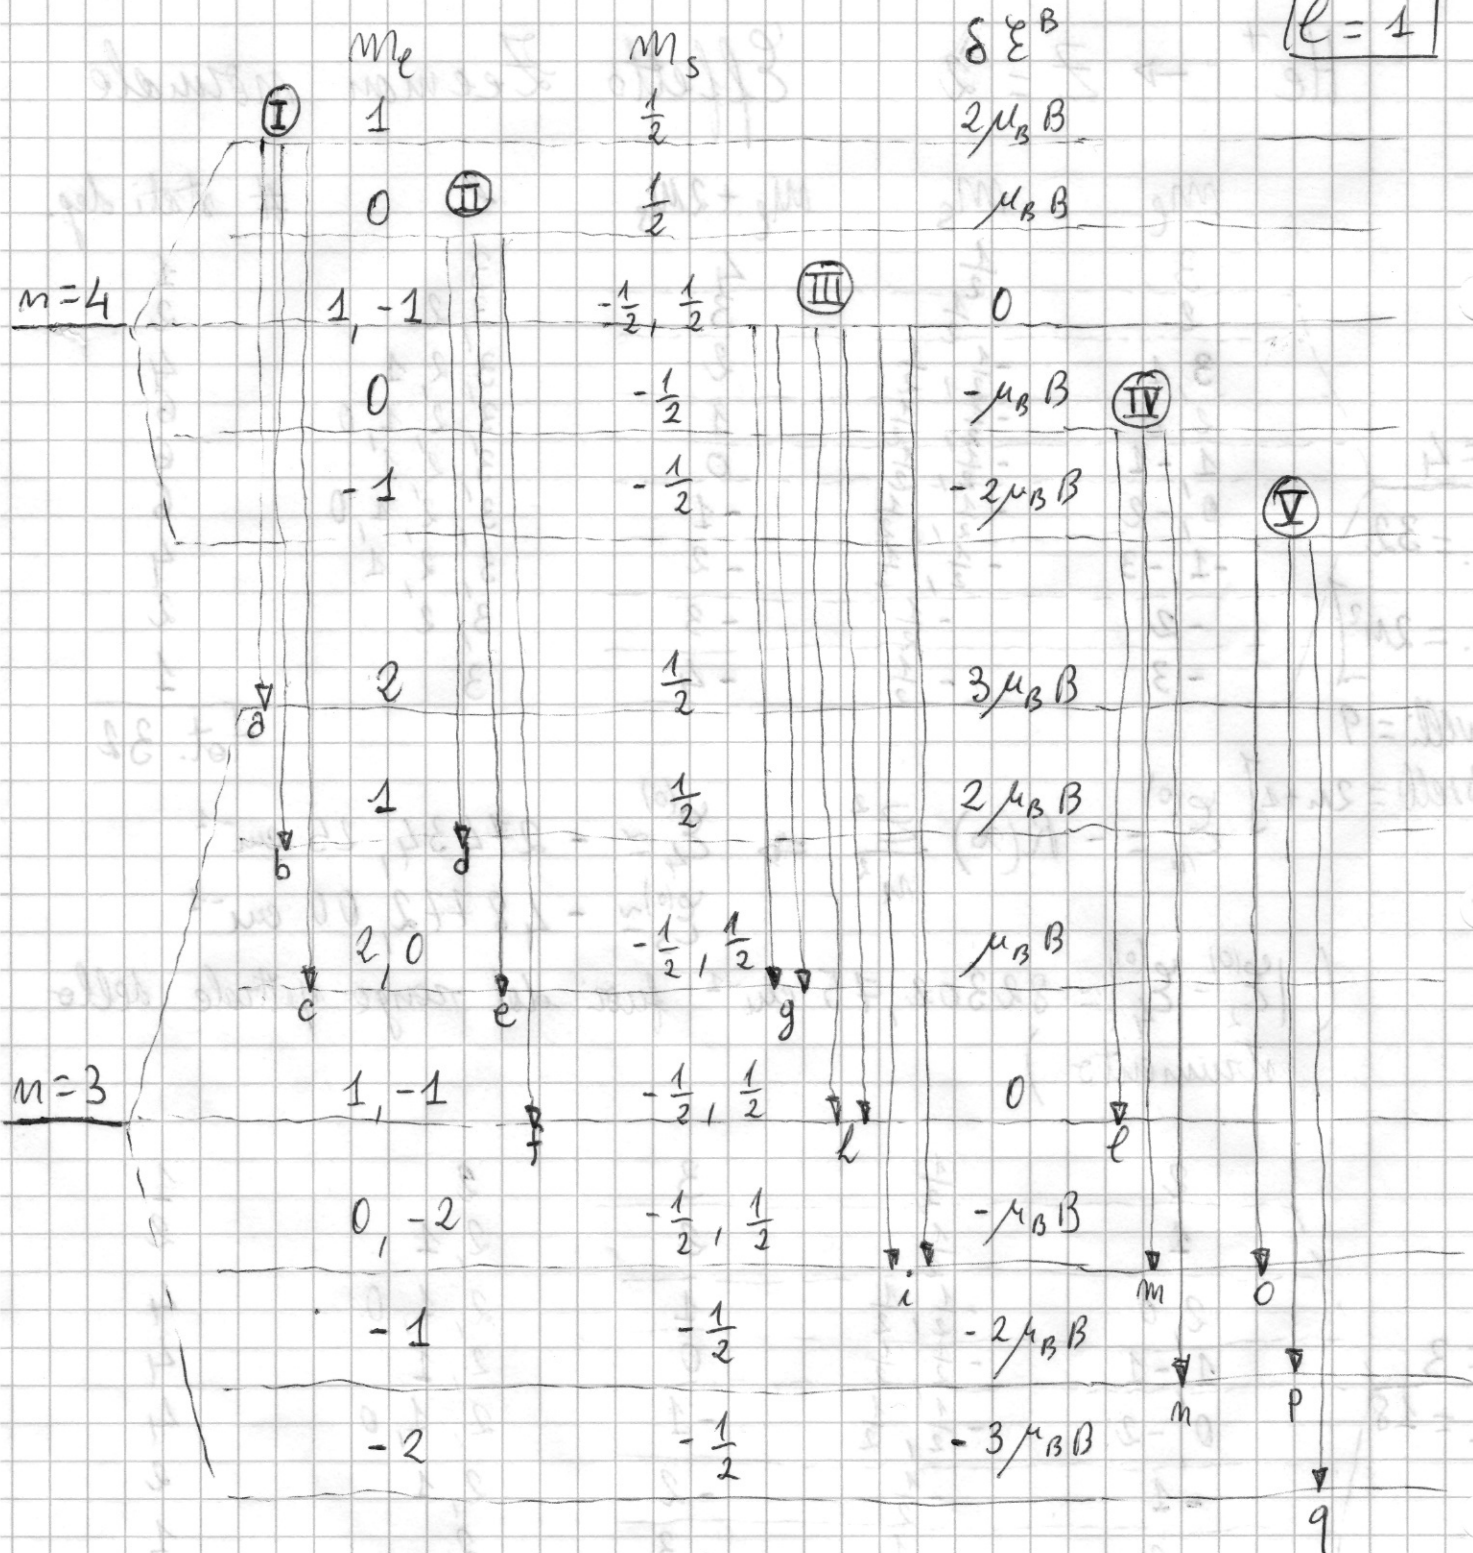 l = 1
m_l m_s δε^B
I 1 1/2 2μ_B B
0 II 1/2 μ_B B
n=4 1, -1 -1/2, 1/2 III 0
0 -1/2 -μ_B B IV
-1 -1/2 -2μ_B B V
2 1/2 3μ_B B
a
1 1/2 2μ_B B
b d
2, 0 -1/2, 1/2 μ_B B
c e g
n=3 1, -1 -1/2, 1/2 0
f h l
0, -2 -1/2, 1/2 -μ_B B
i m o
-1 -1/2 -2μ_B B
n p
-2 -1/2 -3μ_B B
q